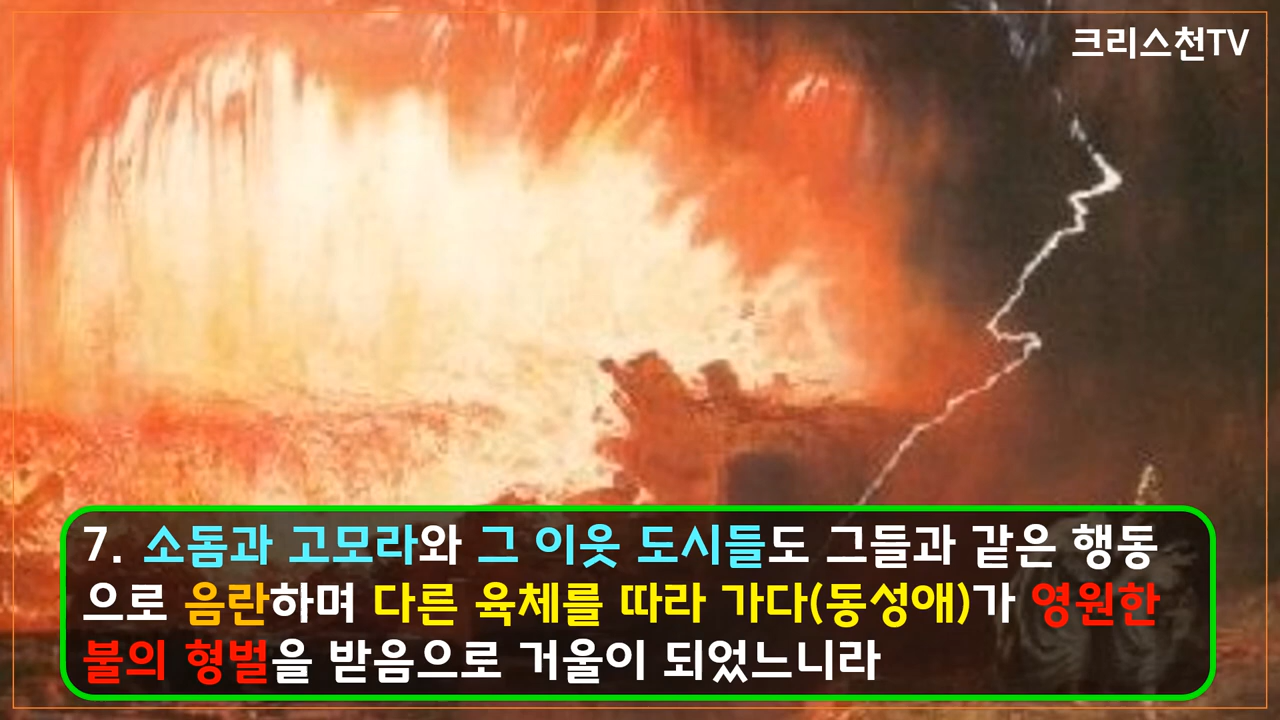 크리스천TV
7. 소돔과 고모라와 그 이웃 도시들도 그들과 같은 행동
으로 음란하며 다른 육체를 따라 가다(동성애)가 영원한
불의 형벌을 받음으로 거울이 되었느니라